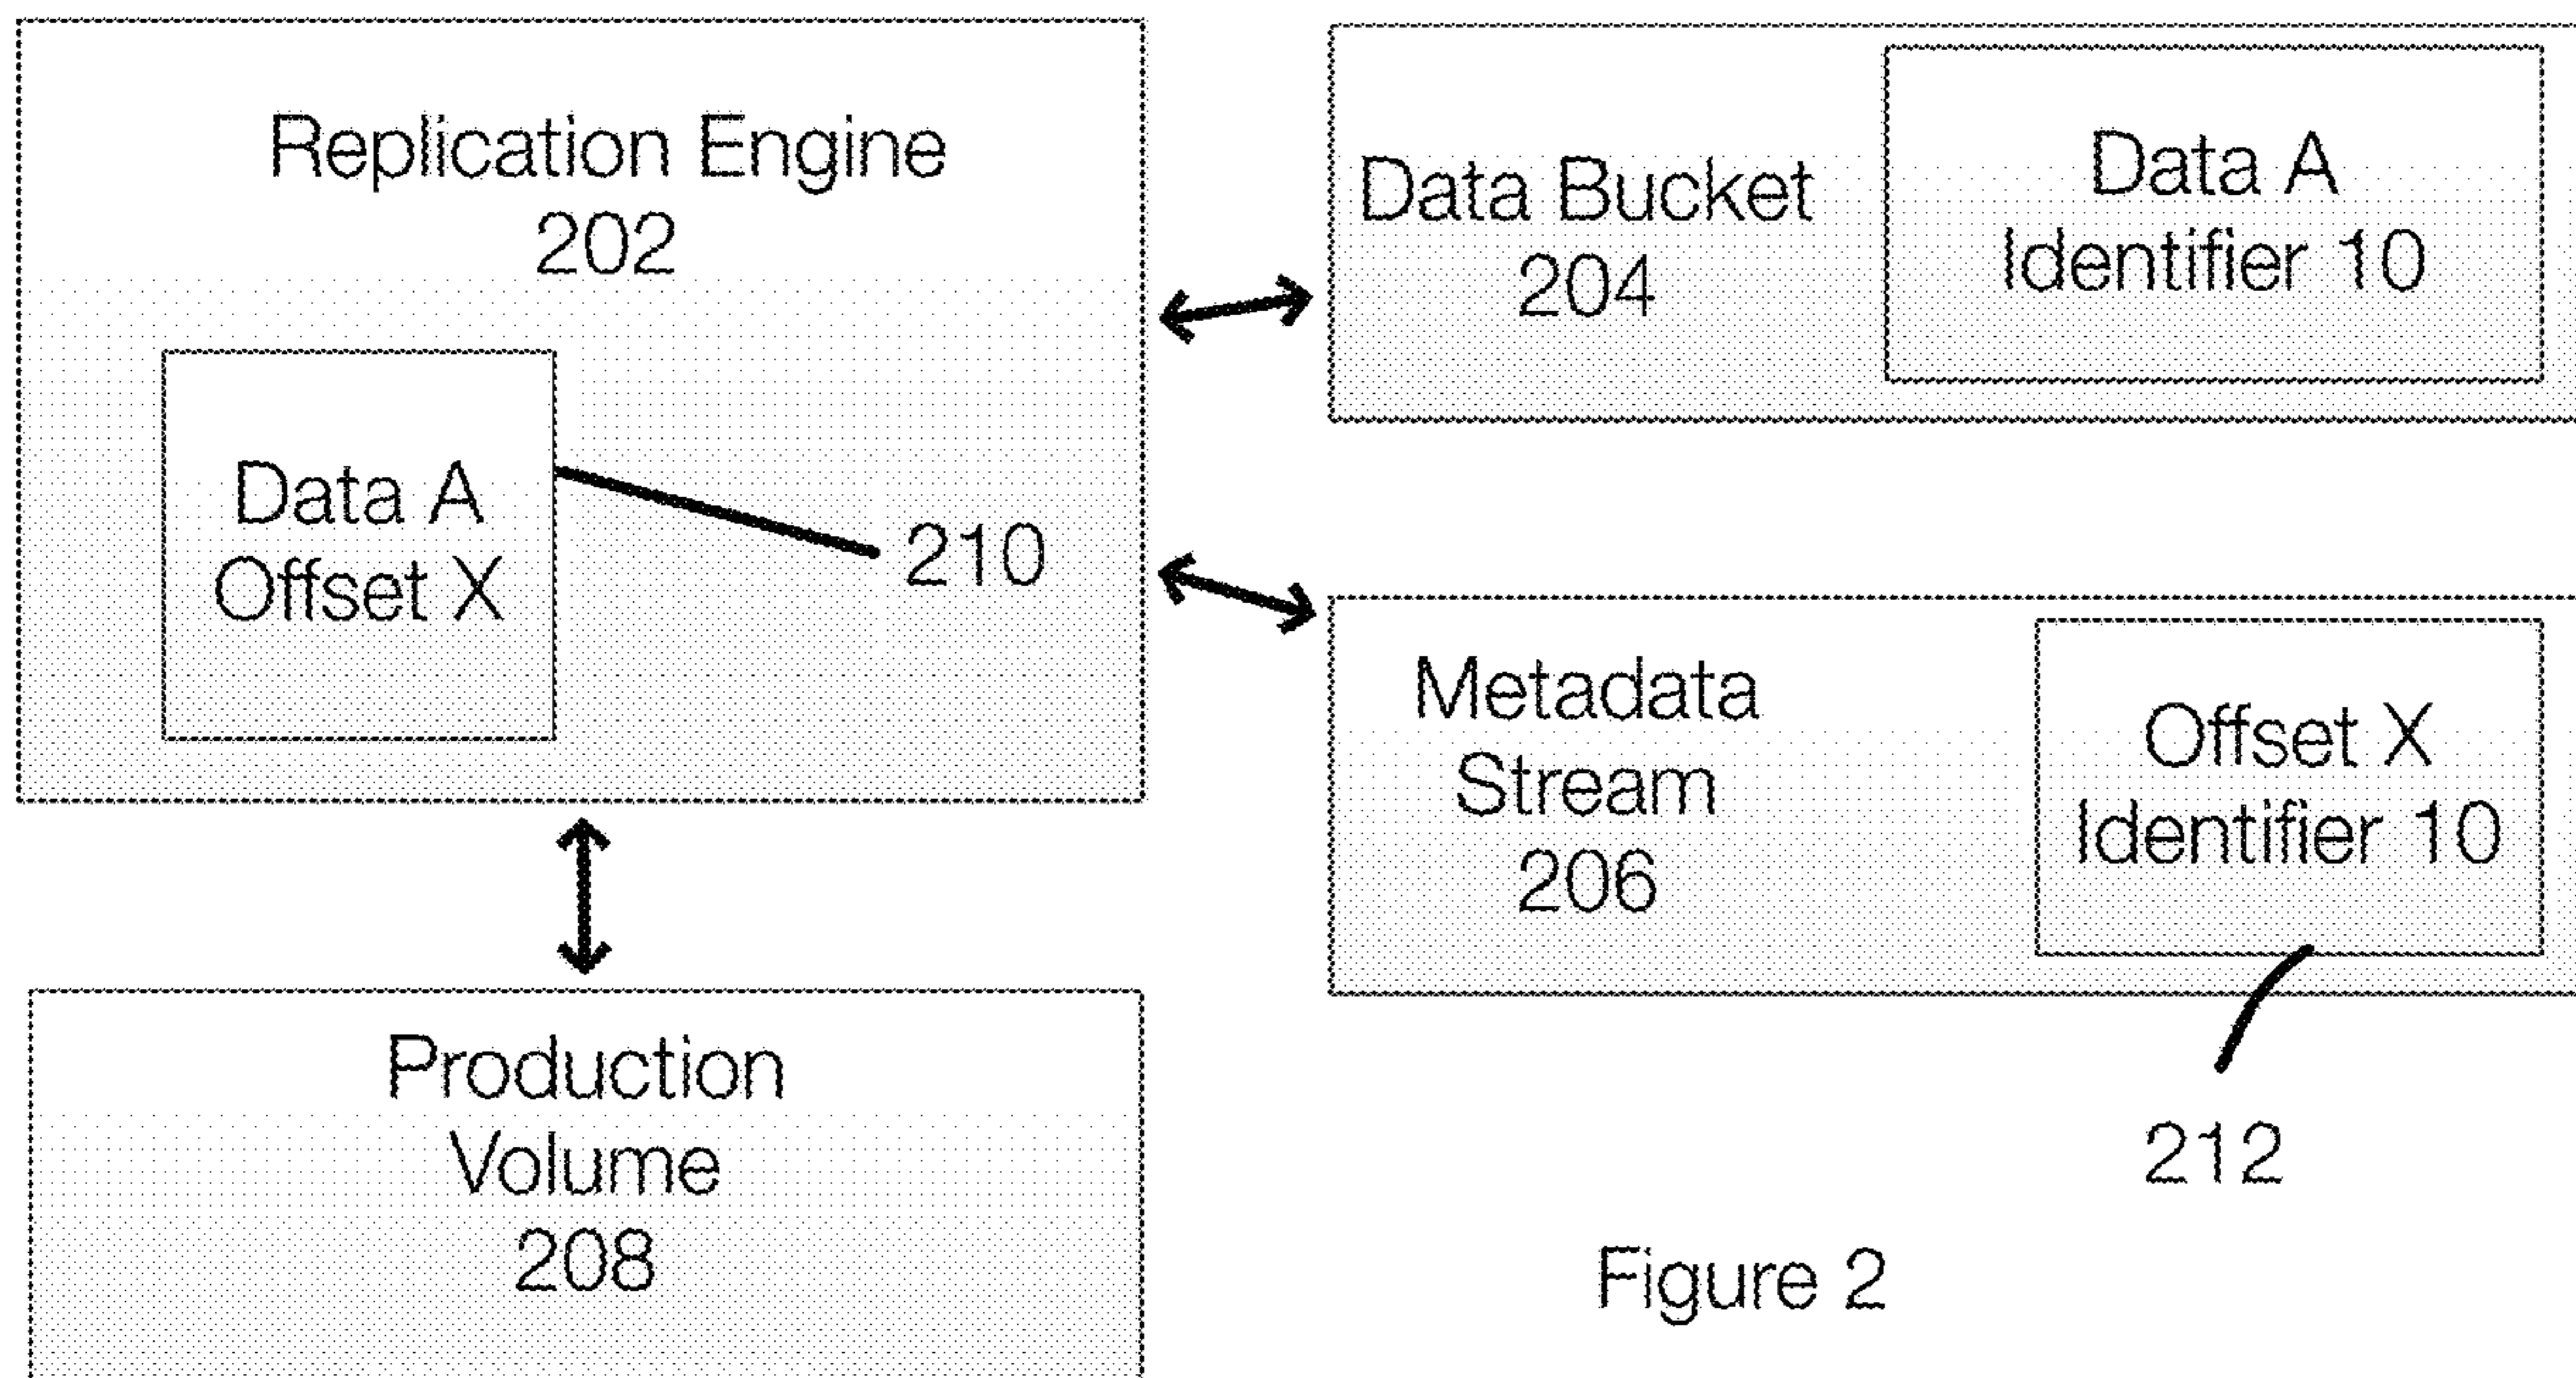 Replication Engine
202
Data A
Offset X
210
Data Bucket
204
Data A
Identifier 10
Metadata
Stream
206
Offset X
Identifier 10
212
Production
Volume
208
Figure 2